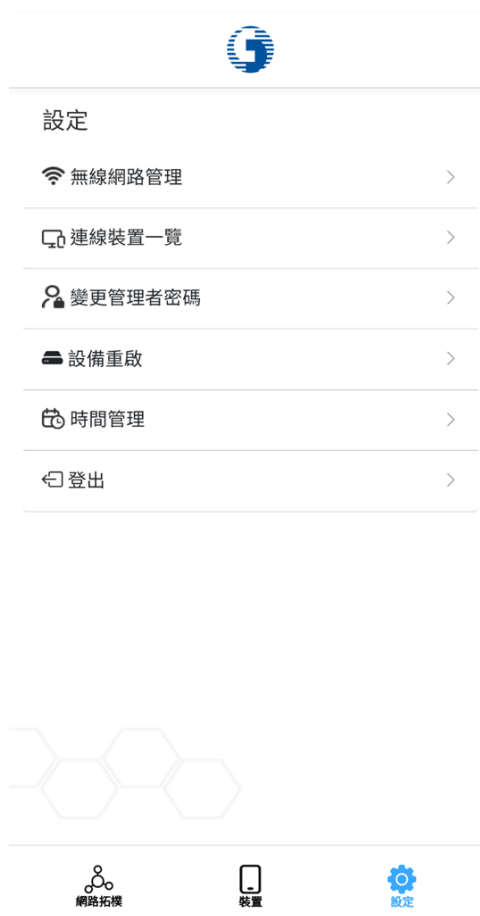 設定
無線網路管理
連線裝置一覽
變更管理者密碼
設備重啟
時間管理
登出
網路拓樸
裝置
設定